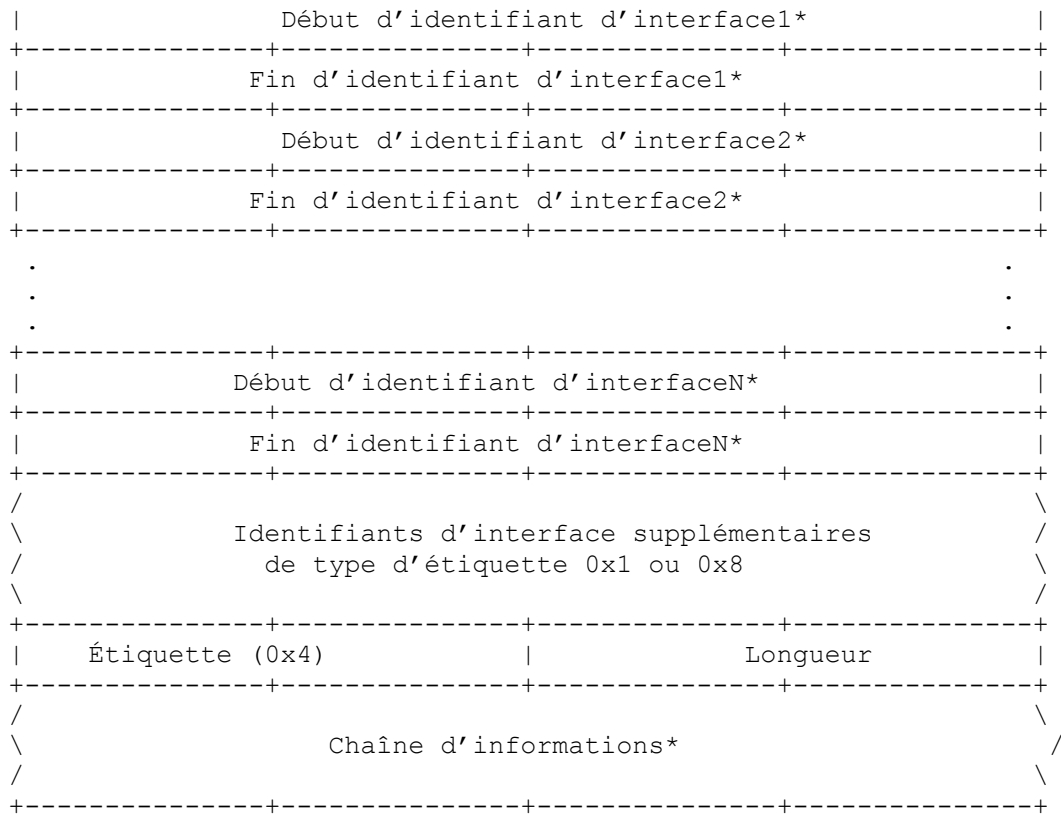 Début d'identifiant d'interface1*
Fin d'identifiant d'interface1*
Début d'identifiant d'interface2*
Fin d'identifiant d'interface2*
. .
. .
. .
Début d'identifiant d'interfaceN*
Fin d'identifiant d'interfaceN*
Identifiants d'interface supplémentaires
de type d'étiquette 0x1 ou 0x8
Étiquette (0x4) | Longueur
Chaîne d'informations*